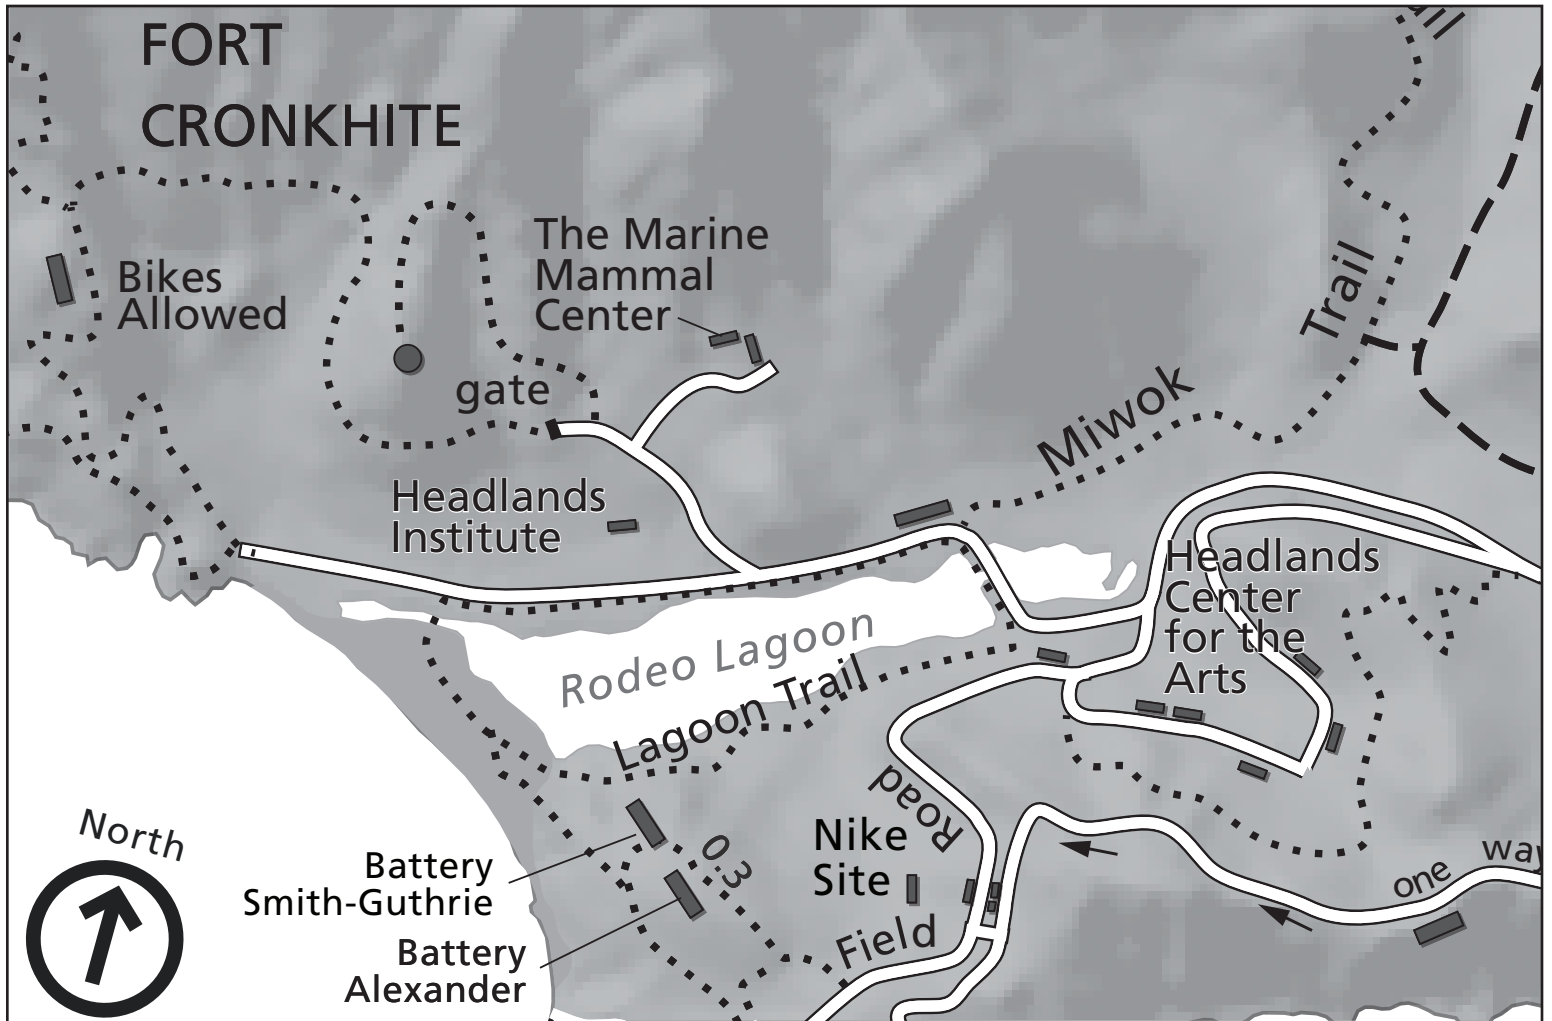 FORT
CRONKHITE
The Marine
Mammal
Center
Bikes
Allowed
Trail
gate
Miwok
Headlands
Institute
Headlands
Center
for the
Arts
Rodeo Lagoon
Lagoon Trail
Road
North
Nike
Site
0.3
one way
Battery
Smith-Guthrie
Field
Battery
Alexander